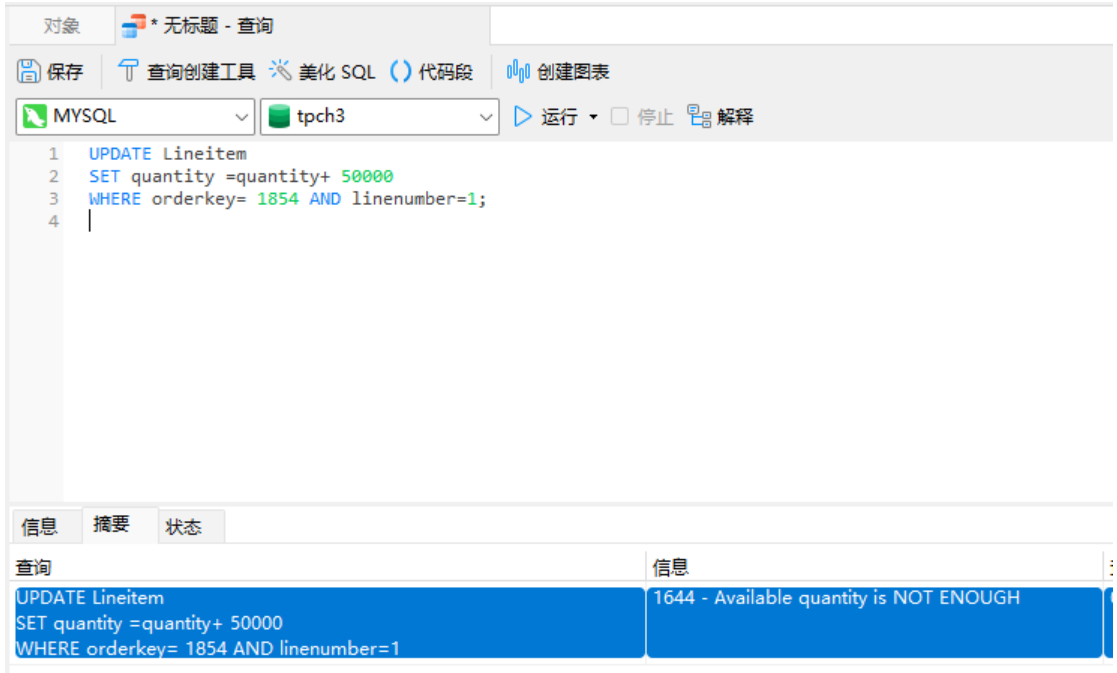 对象 * 无标题 - 查询
保存 查询创建工具 美化 SQL () 代码段 创建图表
MYSQL tpch3 运行 停止 解释
1 UPDATE Lineitem
2 SET quantity =quantity+ 50000
3 WHERE orderkey= 1854 AND linenumber=1;
4
信息 摘要 状态
查询 信息
UPDATE Lineitem 1644 - Available quantity is NOT ENOUGH
SET quantity =quantity+ 50000
WHERE orderkey= 1854 AND linenumber=1